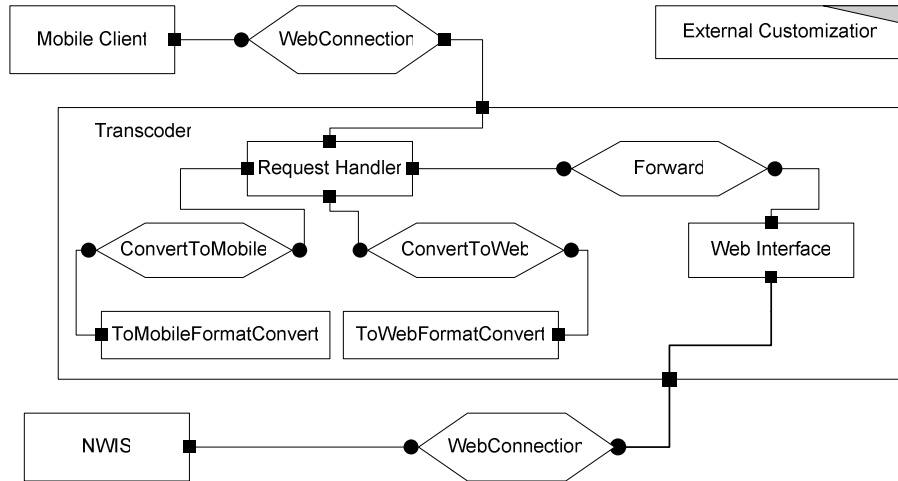 Mobile Client
WebConnection
External Customization
Transcoder
Request Handler
Forward
ConvertToMobile
ConvertToWeb
Web Interface
ToMobileFormatConvert
ToWebFormatConvert
NWIS
WebConnection